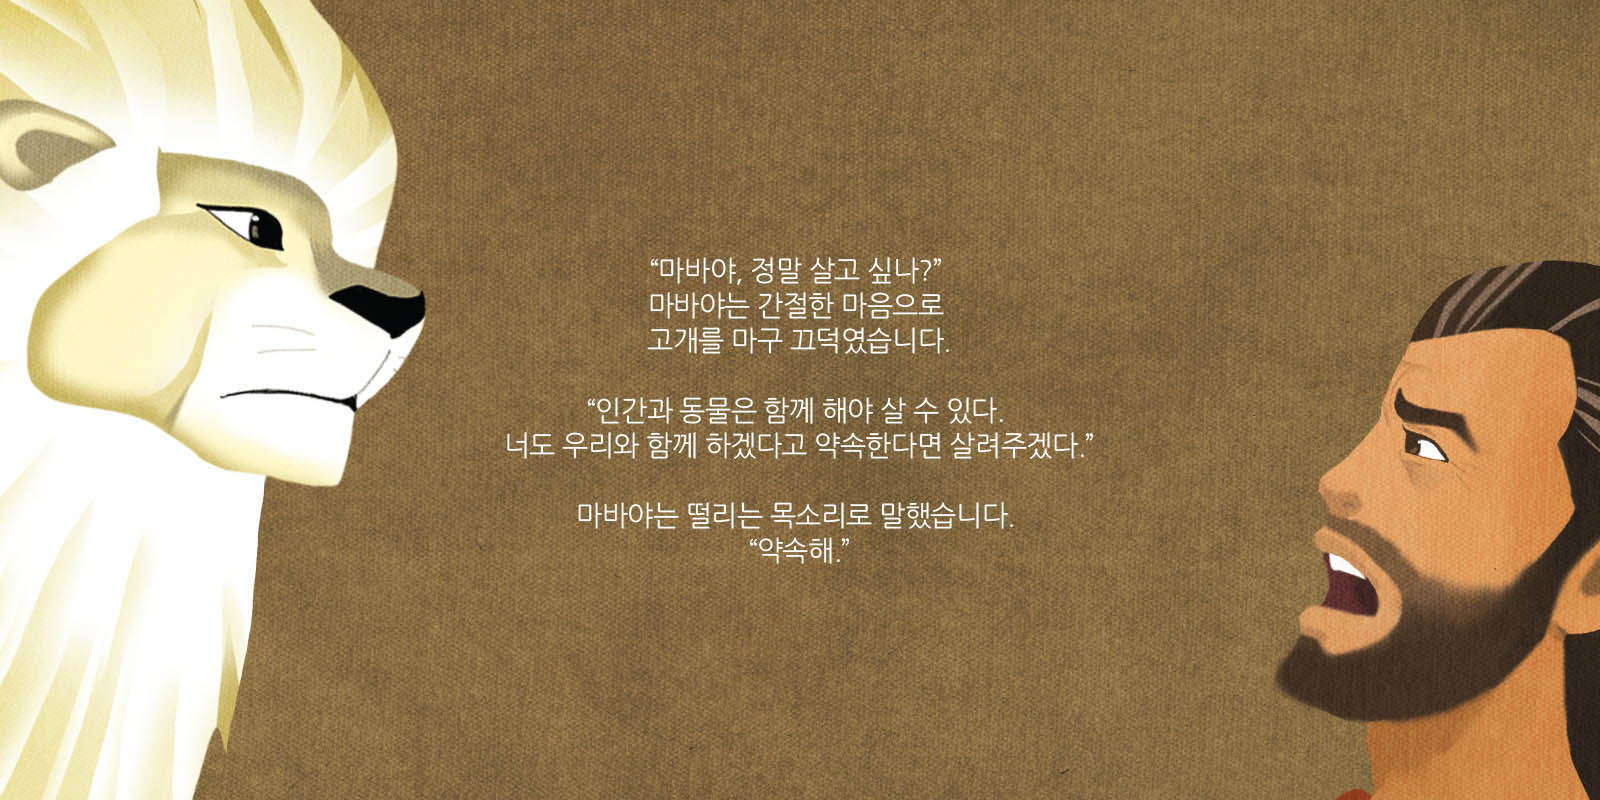 “마바야, 정말 살고 싶나?”
마바야는 간절한 마음으로
고개를 마구 끄덕였습니다.
“인간과 동물은 함께 해야 살 수 있다.
너도 우리와 함께 하겠다고 약속한다면 살려주겠다.”
마바야는 떨리는 목소리로 말했습니다.
“약속해.”